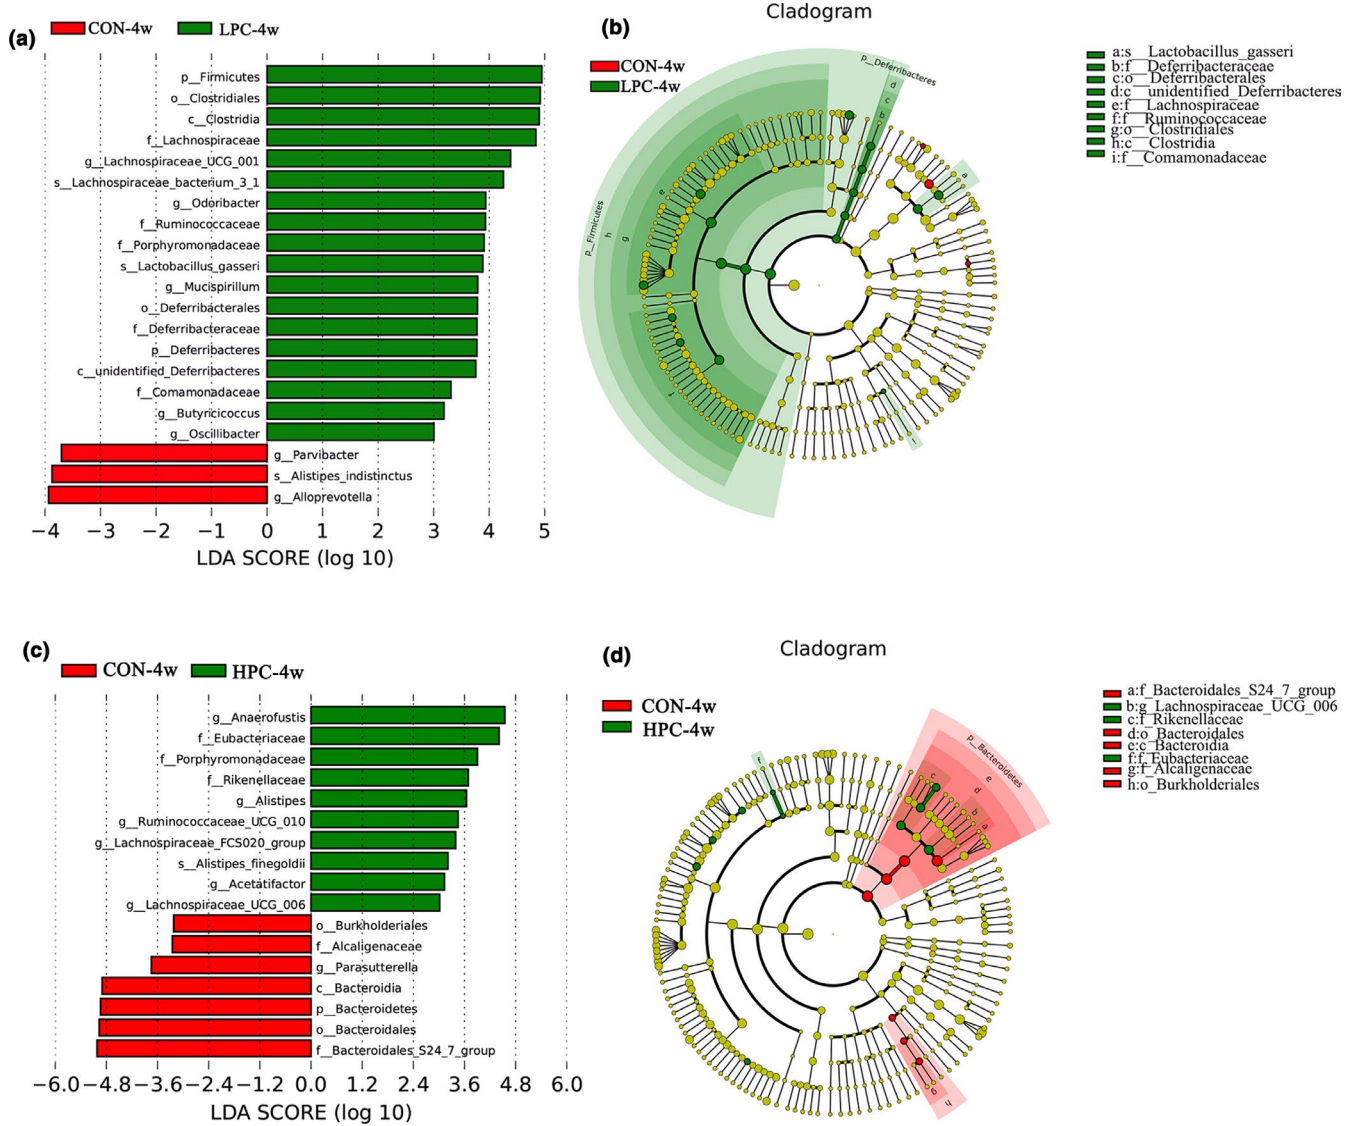 (a)
CON-4w
LPC-4w
p__Firmicutes
o__Clostridiales
c__Clostridia
f__Lachnospiraceae
g__Lachnospiraceae_UCG_001
s__Lachnospiraceae_bacterium_3_1
g__Odoribacter
f__Ruminococcaceae
f__Porphyromonadaceae
s__Lactobacillus_gasseri
g__Mucispirillum
o__Deferribacterales
f__Deferribacteraceae
p__Deferribacteres
c__unidentified_Deferribacteres
f__Comamonadaceae
g__Butyricicoccus
g__Oscillibacter
g__Parvibacter
s__Alistipes_indistinctus
g__Alloprevotella
−4 −3 −2 −1 0 1 2 3 4 5
LDA SCORE (log 10)
(b)
Cladogram
CON-4w
LPC-4w
p__Deferribacteres
d
c
b
a
e
p__Firmicutes
h
g
f
i
a:s__Lactobacillus_gasseri
b:f__Deferribacteraceae
c:o__Deferribacterales
d:c__unidentified_Deferribacteres
e:f__Lachnospiraceae
f:f__Ruminococcaceae
g:o__Clostridiales
h:c__Clostridia
i:f__Comamonadaceae
(c)
CON-4w
HPC-4w
g__Anaerofustis
f__Eubacteriaceae
f__Porphyromonadaceae
f__Rikenellaceae
g__Alistipes
g__Ruminococcaceae_UCG_010
g__Lachnospiraceae_FCS020_group
s__Alistipes_finegoldii
g__Acetatifactor
g__Lachnospiraceae_UCG_006
o__Burkholderiales
f__Alcaligenaceae
g__Parasutterella
c__Bacteroidia
p__Bacteroidetes
o__Bacteroidales
f__Bacteroidales_S24_7_group
−6.0 −4.8 −3.6 −2.4 −1.2 0.0 1.2 2.4 3.6 4.8 6.0
LDA SCORE (log 10)
(d)
Cladogram
CON-4w
HPC-4w
p__Bacteroidetes
f
c
e
d
b
a
g
h
a:f_Bacteroidales_S24_7_group
b:g_Lachnospiraceae_UCG_006
c:f_Rikenellaceae
d:o_Bacteroidales
e:c_Bacteroidia
f:f_Eubacteriaceae
g:f_Alcaligenaceae
h:o_Burkholderiales